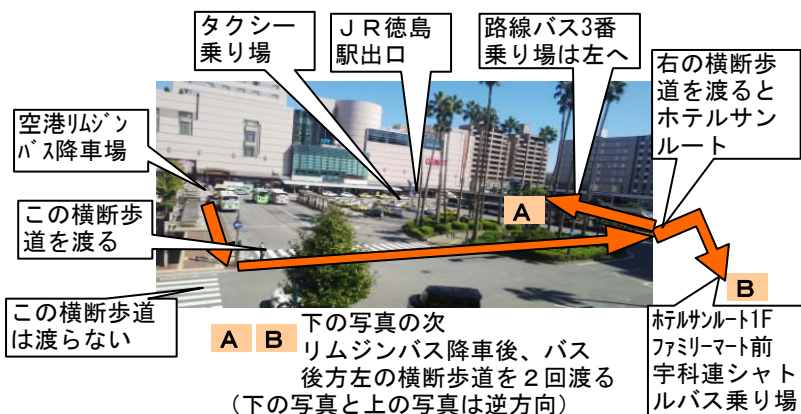 タクシー
乗り場
ＪＲ徳島
駅出口
路線バス3番
乗り場は左へ
右の横断歩
道を渡ると
ホテルサン
ルート
空港ﾘﾑｼﾞﾝ
ﾊﾞｽ降車場
この横断歩
道を渡る
この横断歩道
は渡らない
A
B
A B
下の写真の次
リムジンバス降車後、バス
後方左の横断歩道を２回渡る
（下の写真と上の写真は逆方向）
ﾎﾃﾙｻﾝﾙｰﾄ1F
ﾌｧﾐﾘｰﾏｰﾄ前
宇科連シャト
ルバス乗り場